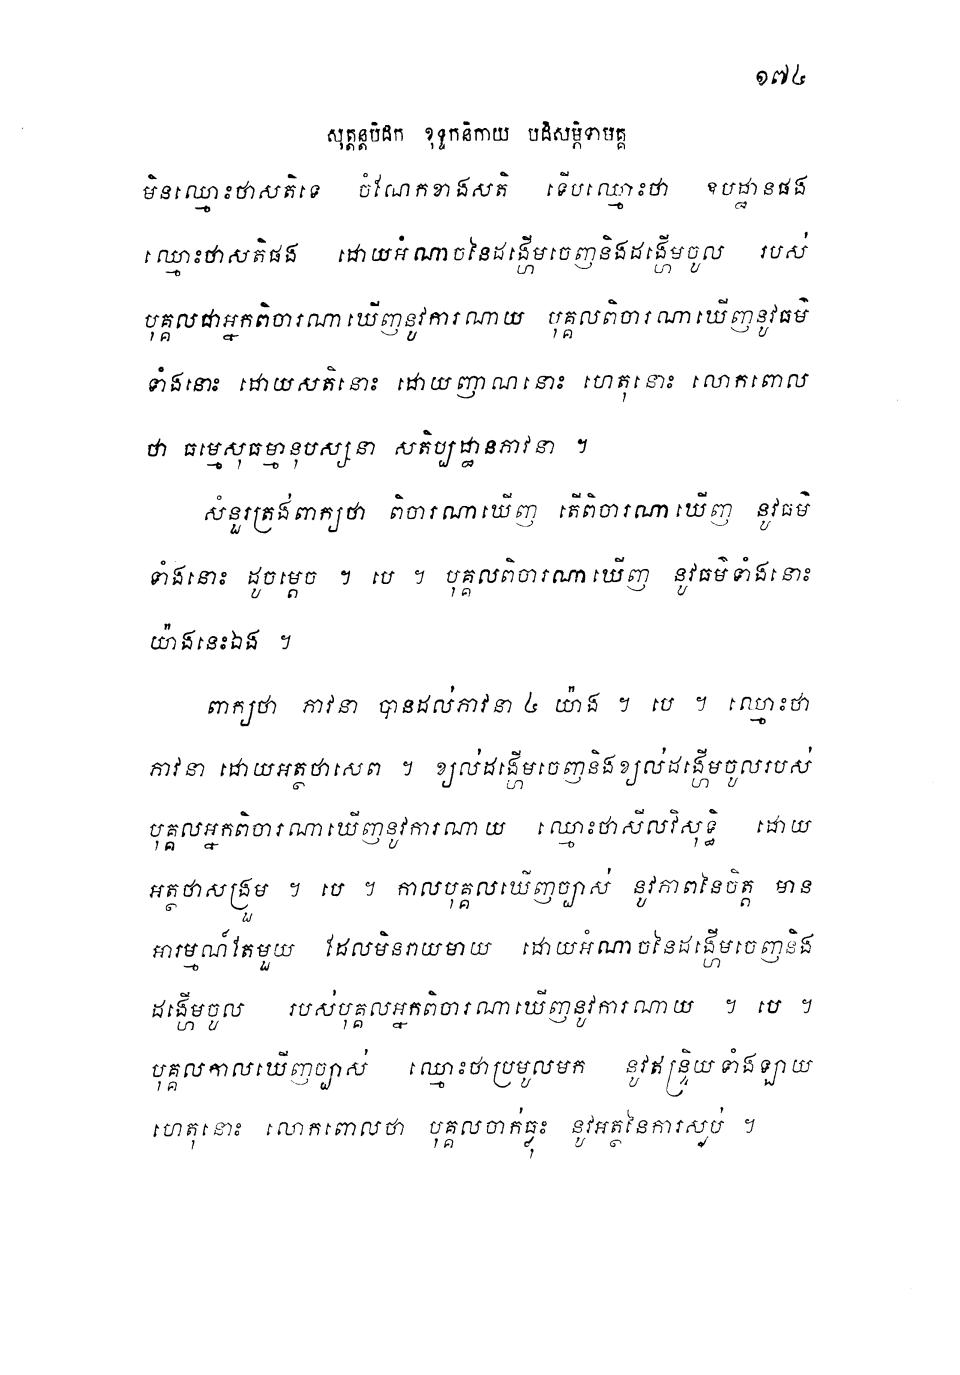 ១៧៤
សុត្តន្តបិដក ខុទ្ទកនិកាយ បដិសម្ភិទាមគ្គ
មិនឈ្មោះថាសតិទេ ចំណែកខាងសតិ ទើបឈ្មោះថា ឧបដ្ឋានផង
ឈ្មោះថាសតិផង ដោយអំណាចនៃដង្ហើមចេញនិងដង្ហើមចូល របស់
បុគ្គលជាអ្នកពិចារណាឃើញនូវការណាយ បុគ្គលពិចារណាឃើញនូវធម៌
ទាំងនោះ ដោយសតិនោះ ដោយញាណនោះ ហេតុនោះ លោកពោល
ថា ធម្មេសុធម្មានុបស្សនា សតិប្បដ្ឋានភាវនា ។
សំនួរត្រង់ពាក្យថា ពិចារណាឃើញ តើពិចារណាឃើញ នូវធម៌
ទាំងនោះ ដូចម្តេច ។ បេ ។ បុគ្គលពិចារណាឃើញ នូវធម៌ទាំងនោះ
យ៉ាងនេះឯង ។
ពាក្យថា ភាវនា បានដល់ភាវនា ៤ យ៉ាង ។ បេ ។ ឈ្មោះថា
ភាវនា ដោយអត្ថថាសេព ។ ខ្យល់ដង្ហើមចេញនិងខ្យល់ដង្ហើមចូលរបស់
បុគ្គលអ្នកពិចារណាឃើញនូវការណាយ ឈ្មោះថាសីលវិសុទ្ធិ ដោយ
អត្ថថាសង្រួម ។ បេ ។ កាលបុគ្គលឃើញច្បាស់ នូវភាពនៃចិត្ត មាន
អារម្មណ៍តែមួយ ដែលមិនរាយមាយ ដោយអំណាចនៃដង្ហើមចេញនិង
ដង្ហើមចូល របស់បុគ្គលអ្នកពិចារណាឃើញនូវការណាយ ។ បេ ។
បុគ្គលកាលឃើញច្បាស់ ឈ្មោះថាប្រមូលមក នូវឥន្ទ្រិយទាំងឡាយ
ហេតុនោះ លោកពោលថា បុគ្គលចាក់ធ្លុះ នូវអត្ថនៃការស្ងប់ ។